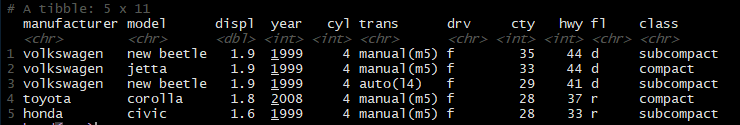 # A tibble: 5 x 11
manufacturer model displ year cyl trans drv cty hwy fl class
<chr> <chr> <dbl> <int> <int> <chr> <chr> <int> <int> <chr> <chr>
1 volkswagen new beetle 1.9 1999 4 manual(m5) f 35 44 d subcompact
2 volkswagen jetta 1.9 1999 4 manual(m5) f 33 44 d compact
3 volkswagen new beetle 1.9 1999 4 auto(l4) f 29 41 d subcompact
4 toyota corolla 1.8 2008 4 manual(m5) f 28 37 r compact
5 honda civic 1.6 1999 4 manual(m5) f 28 33 r subcompact